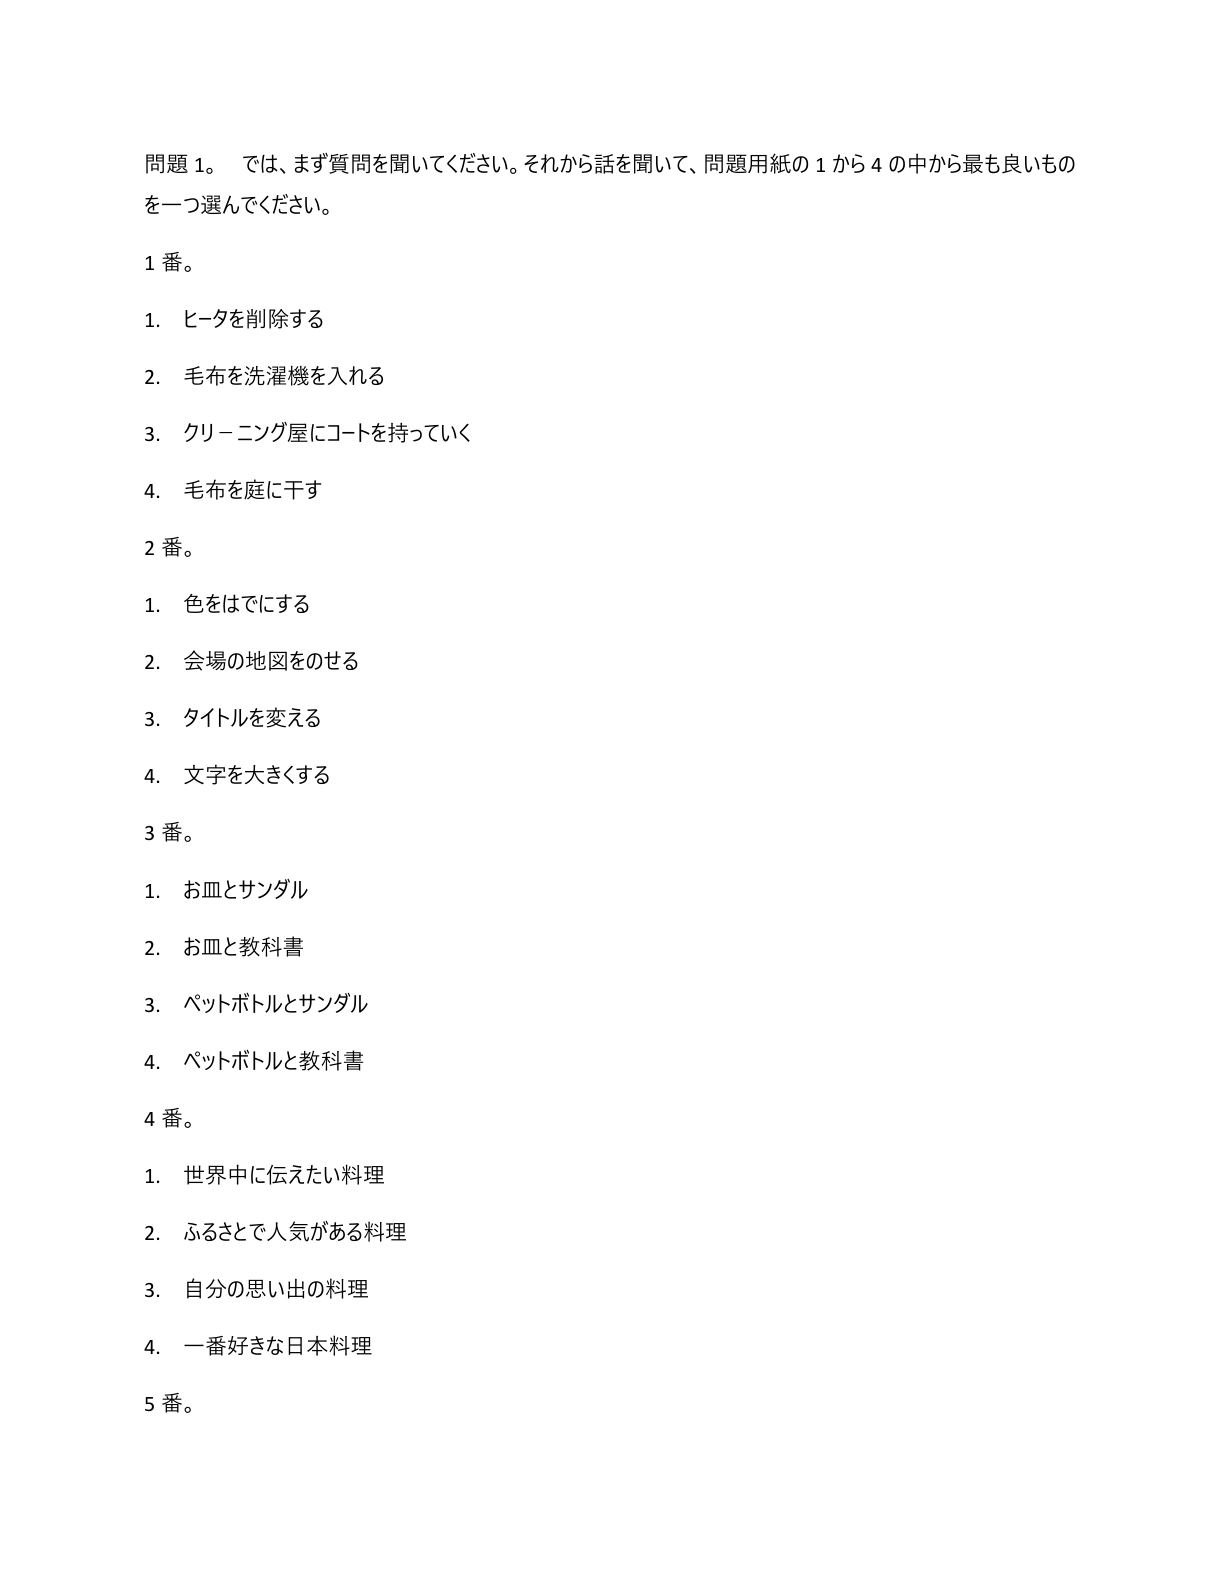 問題 1。　では、まず質問を聞いてください。それから話を聞いて、問題用紙の 1 から 4 の中から最も良いもの
を一つ選んでください。
1 番。
1. ヒータを削除する
2. 毛布を洗濯機を入れる
3. クリ－ニング屋にコートを持っていく
4. 毛布を庭に干す
2 番。
1. 色をはでにする
2. 会場の地図をのせる
3. タイトルを変える
4. 文字を大きくする
3 番。
1. お皿とサンダル
2. お皿と教科書
3. ペットボトルとサンダル
4. ペットボトルと教科書
4 番。
1. 世界中に伝えたい料理
2. ふるさとで人気がある料理
3. 自分の思い出の料理
4. 一番好きな日本料理
5 番。